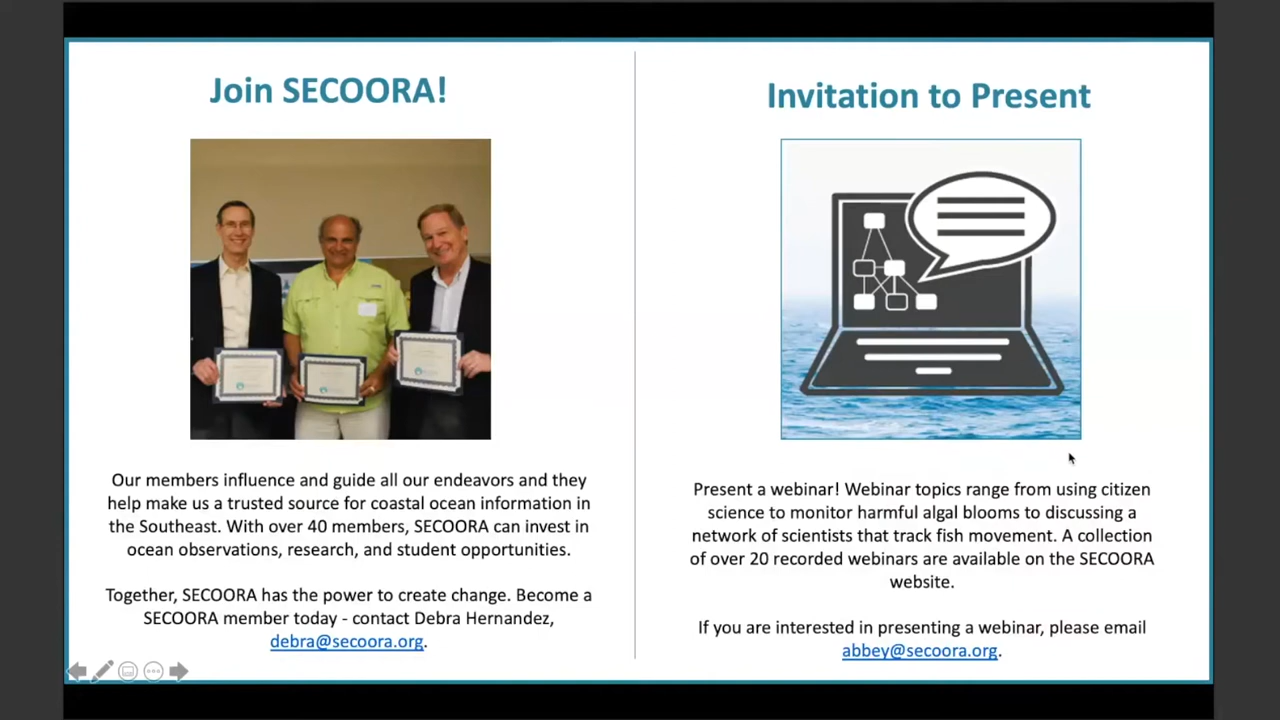 Join SECOORA!
Our members influence and guide all our endeavors and they
help make us a trusted source for coastal ocean information in
the Southeast. With over 40 members, SECOORA can invest in
ocean observations, research, and student opportunities.
Together, SECOORA has the power to create change. Become a
SECOORA member today - contact Debra Hernandez,
debra@secoora.org.
Invitation to Present
Present a webinar! Webinar topics range from using citizen
science to monitor harmful algal blooms to discussing a
network of scientists that track fish movement. A collection
of over 20 recorded webinars are available on the SECOORA
website.
If you are interested in presenting a webinar, please email
abbey@secoora.org.